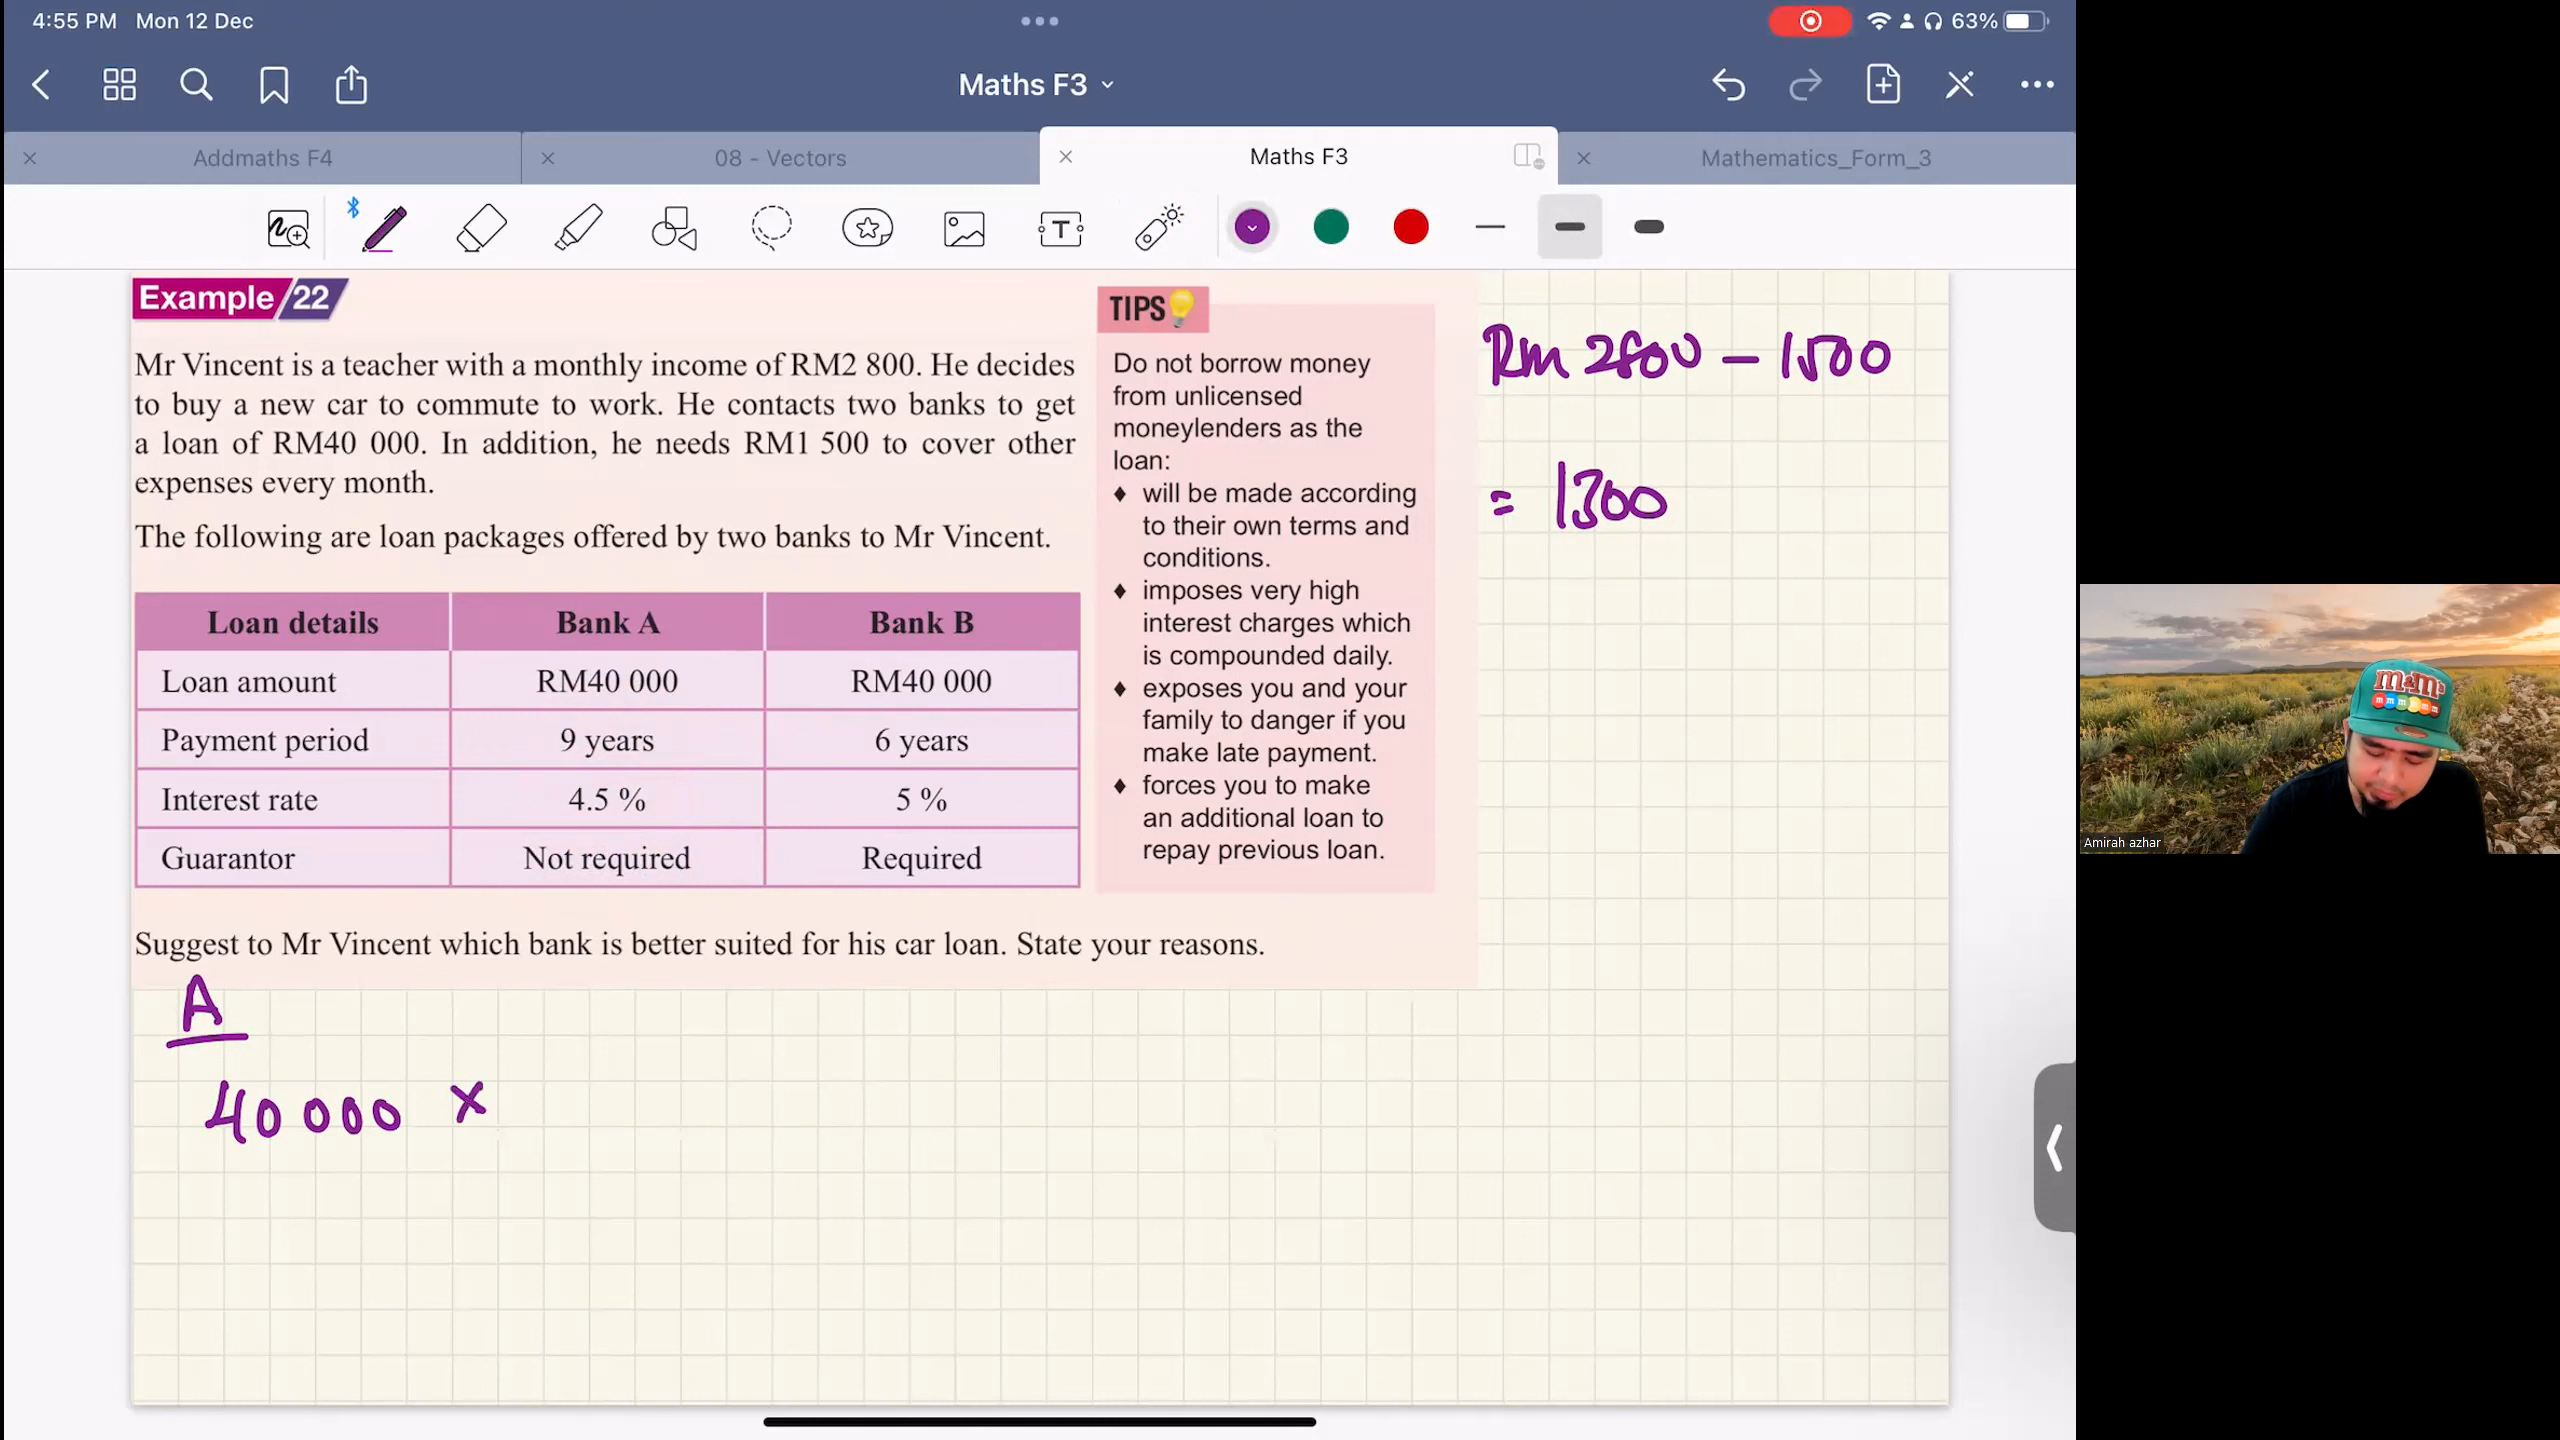 4:55 PM Mon 12 Dec
63%
Maths F3
Addmaths F4
08 - Vectors
Maths F3
Mathematics_Form_3
T
Example 22
Mr Vincent is a teacher with a monthly income of RM2 800. He decides
to buy a new car to commute to work. He contacts two banks to get
a loan of RM40 000. In addition, he needs RM1 500 to cover other
expenses every month.
The following are loan packages offered by two banks to Mr Vincent.
Loan details Bank A Bank B
Loan amount RM40 000 RM40 000
Payment period 9 years 6 years
Interest rate 4.5 % 5 %
Guarantor Not required Required
Suggest to Mr Vincent which bank is better suited for his car loan. State your reasons.
TIPS
Do not borrow money
from unlicensed
moneylenders as the
loan:
♦ will be made according
to their own terms and
conditions.
♦ imposes very high
interest charges which
is compounded daily.
♦ exposes you and your
family to danger if you
make late payment.
♦ forces you to make
an additional loan to
repay previous loan.
Rm 2800 – 1500
= 1300
A
40 000 ×
m&m's
Amirah azhar